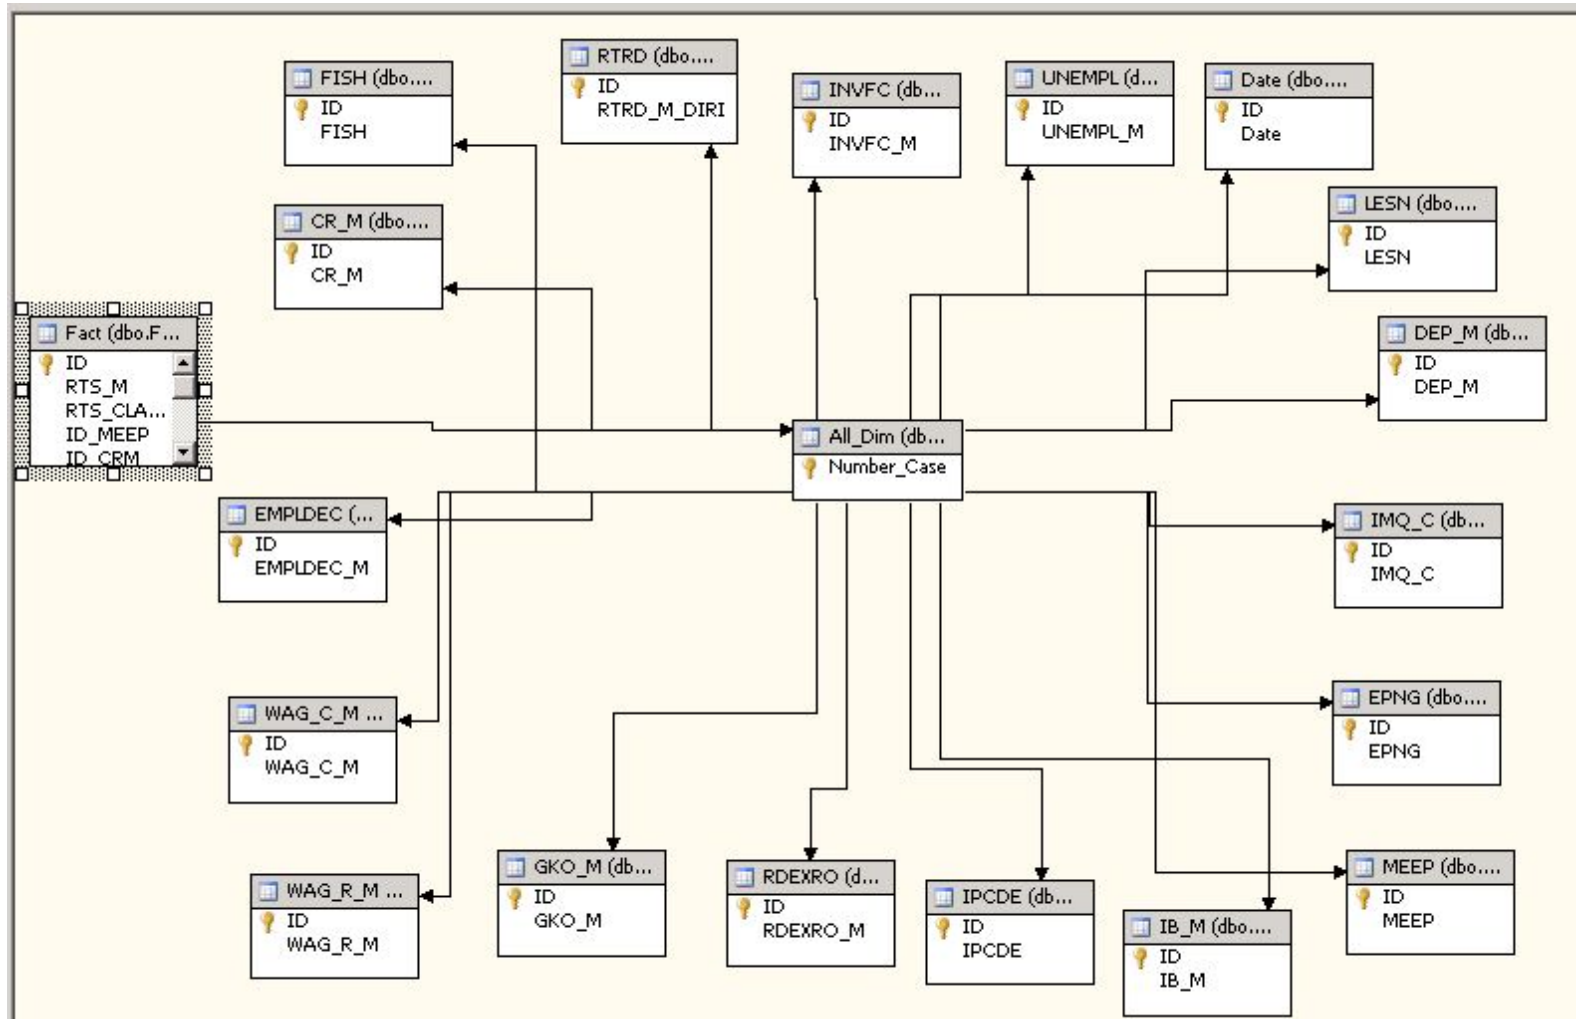 FISH (dbo....
ID
FISH
RTRD (dbo....
ID
RTRD_M_DIRI
INVFC (db...
ID
INVFC_M
UNEMPL (d...
ID
UNEMPL_M
Date (dbo....
ID
Date
CR_M (dbo....
ID
CR_M
LESN (dbo....
ID
LESN
Fact (dbo.F...
ID
RTS_M
RTS_CLA...
ID_MEEP
ID_CRM
DEP_M (db...
ID
DEP_M
All_Dim (db...
Number_Case
EMPLDEC (...
ID
EMPLDEC_M
IMQ_C (db...
ID
IMQ_C
WAG_C_M ...
ID
WAG_C_M
EPNG (dbo....
ID
EPNG
WAG_R_M ...
ID
WAG_R_M
GKO_M (db...
ID
GKO_M
RDEXRO (d...
ID
RDEXRO_M
IPCDE (db...
ID
IPCDE
IB_M (dbo....
ID
IB_M
MEEP (dbo....
ID
MEEP